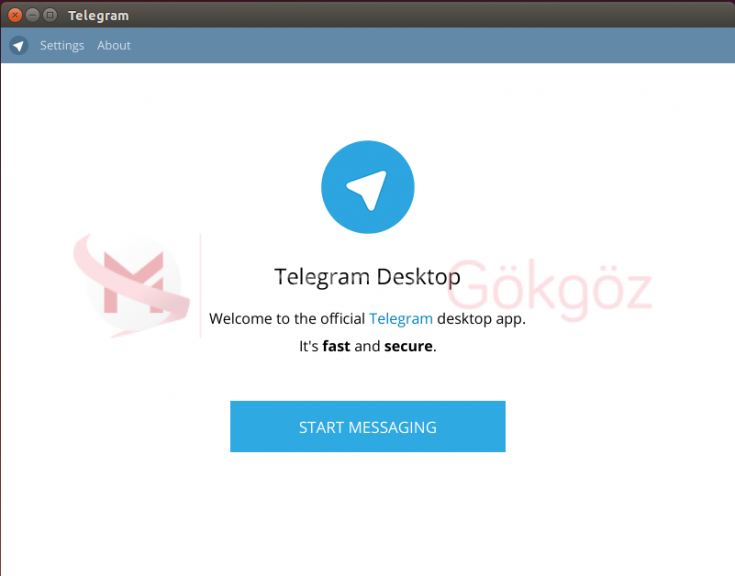 Telegram
Settings About
Telegram Desktop
Gökgöz
Welcome to the official Telegram desktop app.
It's fast and secure.
START MESSAGING